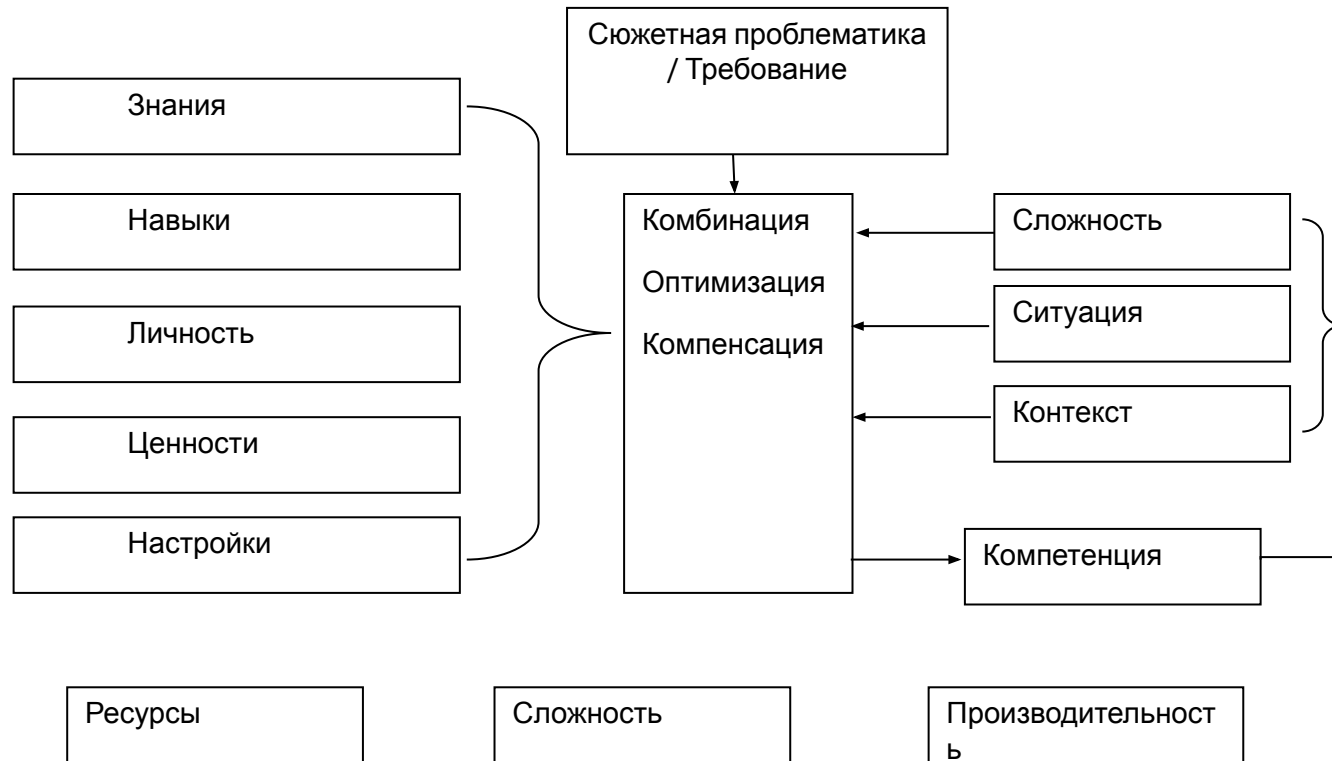 Сюжетная проблематика
/ Требование
Знания
Навыки
Личность
Ценности
Настройки
Комбинация
Оптимизация
Компенсация
Сложность
Ситуация
Контекст
Компетенция
Ресурсы
Сложность
Производительност
ь